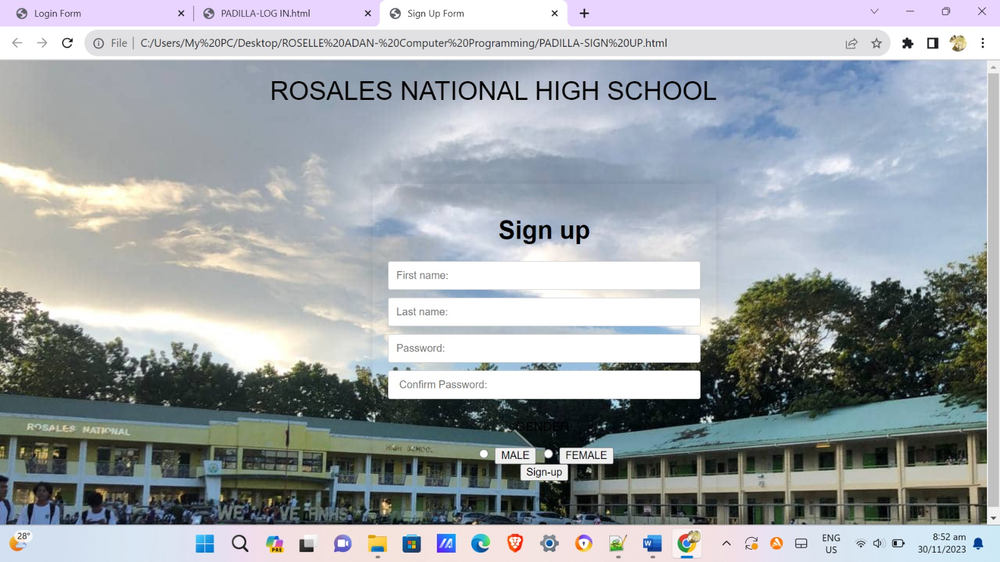 Login Form
PADILLA-LOG IN.html
Sign Up Form
File
C:/Users/My%20PC/Desktop/ROSELLE%20ADAN-%20Computer%20Programming/PADILLA-SIGN%20UP.html
ROSALES NATIONAL HIGH SCHOOL
Sign up
First name:
Last name:
Password:
Confirm Password:
GENDER
ROSALES NATIONAL
HIGH SCHOOL
MALE FEMALE
Sign-up
WE L VE RNHS
28°
PRE
ENG
US
8:52 am
30/11/2023